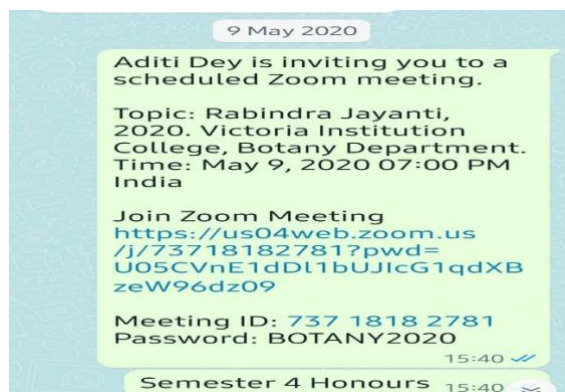 9 May 2020
Aditi Dey is inviting you to a
scheduled Zoom meeting.
Topic: Rabindra Jayanti,
2020. Victoria Institution
College, Botany Department.
Time: May 9, 2020 07:00 PM
India
Join Zoom Meeting
https://us04web.zoom.us
/j/73718182781?pwd=
U05CVnE1dDl1bUJIcG1qdXB
zeW96dz09
Meeting ID: 737 1818 2781
Password: BOTANY2020
15:40
Semester 4 Honours 15:40